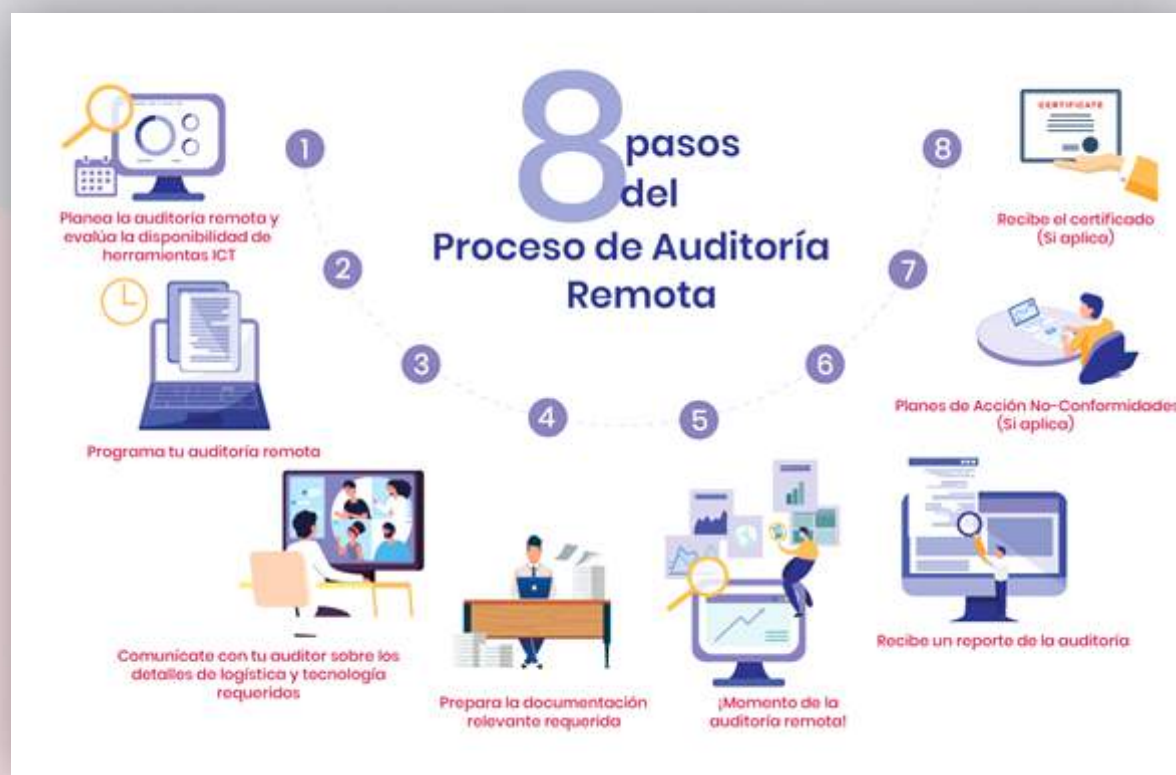 8 pasos
del
Proceso de Auditoría
Remota
1
Planea la auditoría remota y
evalúa la disponibilidad de
herramientas ICT
2
Programa tu auditoría remota
3
Comunícate con tu auditor sobre los
detalles de logística y tecnología
requeridos
4
Prepara la documentación
relevante requerida
5
¡Momento de la
auditoría remota!
6
Recibe un reporte de la auditoría
7
Planes de Acción No-Conformidades
(Si aplica)
8
CERTIFICATE
Recibe el certificado
(Si aplica)